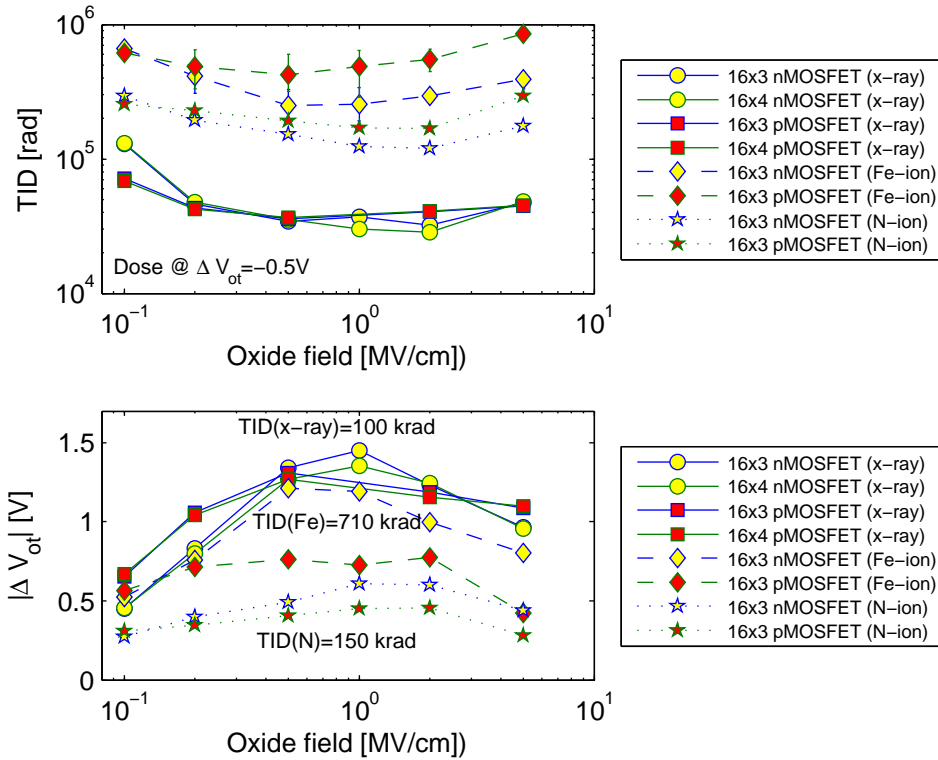 10^6
10^5
10^4
TID [rad]
Dose @ Δ V_ot=−0.5V
10^−1
10^0
10^1
Oxide field [MV/cm])
16x3 nMOSFET (x−ray)
16x4 nMOSFET (x−ray)
16x3 pMOSFET (x−ray)
16x4 pMOSFET (x−ray)
16x3 nMOSFET (Fe−ion)
16x3 pMOSFET (Fe−ion)
16x3 nMOSFET (N−ion)
16x3 pMOSFET (N−ion)
1.5
1
0.5
0
|Δ V_ot| [V]
TID(x−ray)=100 krad
TID(Fe)=710 krad
TID(N)=150 krad
10^−1
10^0
10^1
Oxide field [MV/cm])
16x3 nMOSFET (x−ray)
16x4 nMOSFET (x−ray)
16x3 pMOSFET (x−ray)
16x4 pMOSFET (x−ray)
16x3 nMOSFET (Fe−ion)
16x3 pMOSFET (Fe−ion)
16x3 nMOSFET (N−ion)
16x3 pMOSFET (N−ion)